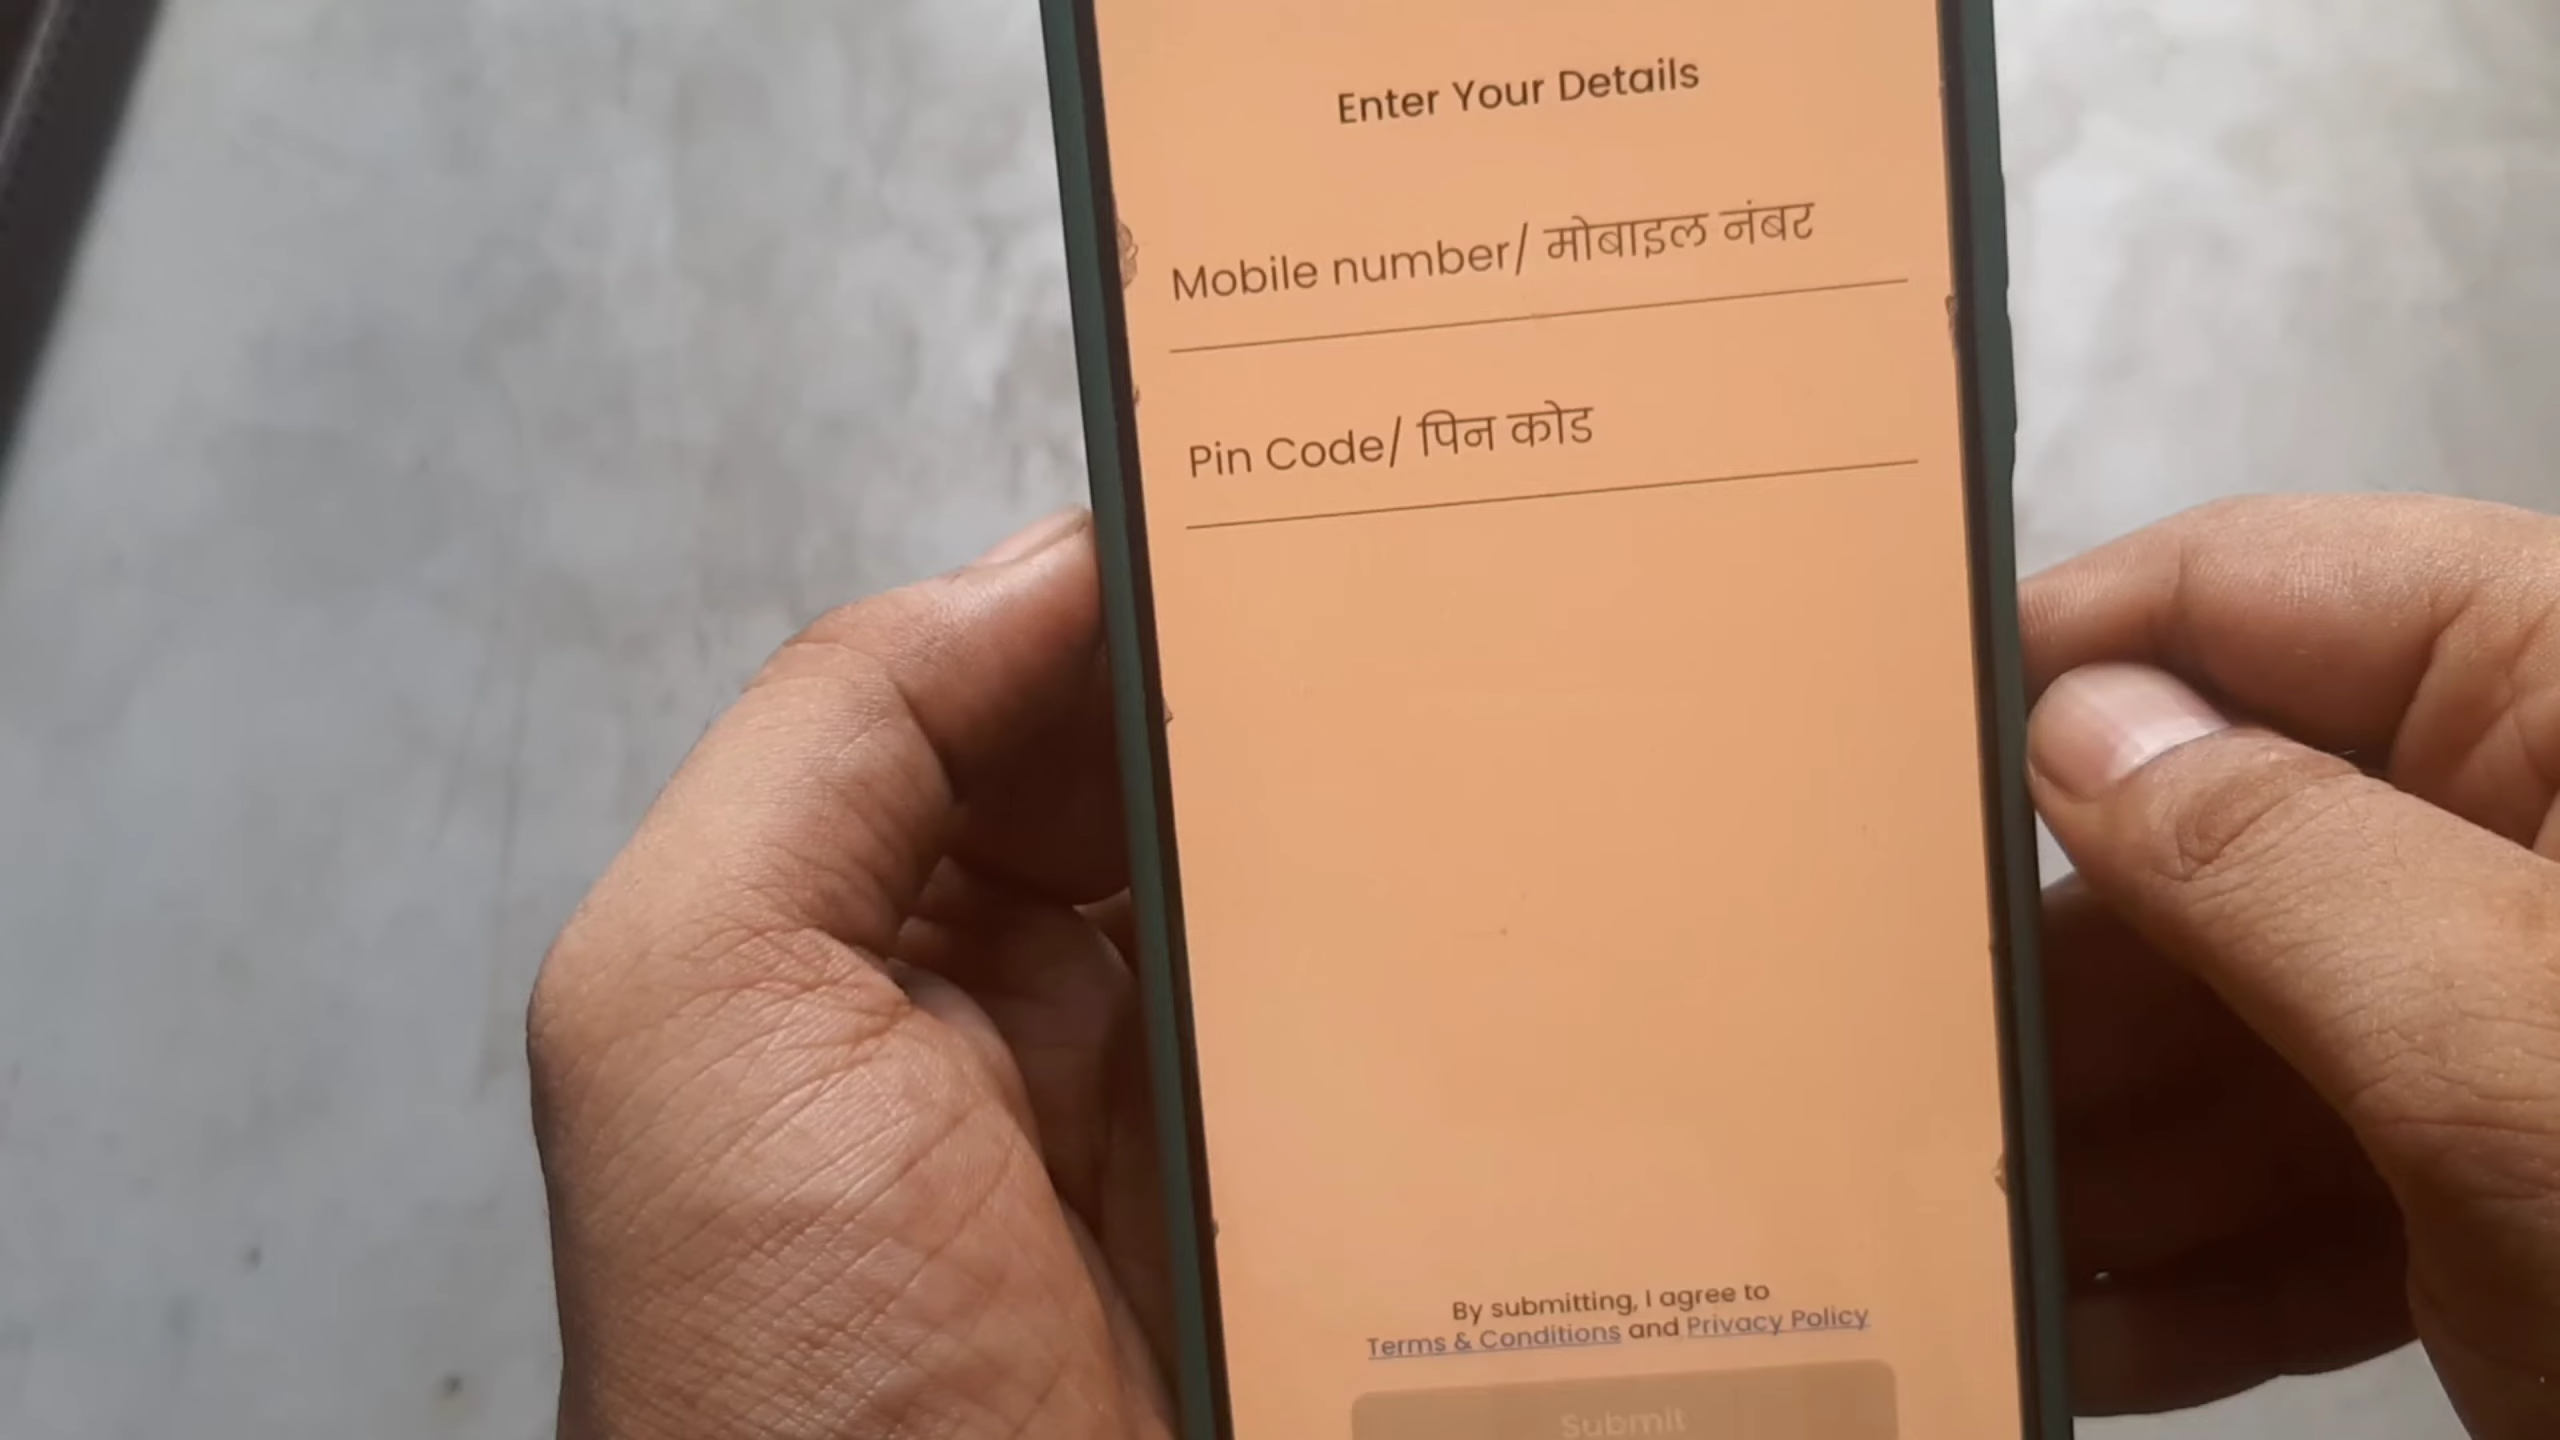 Enter Your Details
Mobile number/ मोबाइल नंबर
Pin Code/ पिन कोड
By submitting, I agree to
Terms & Conditions and Privacy Policy
Submit